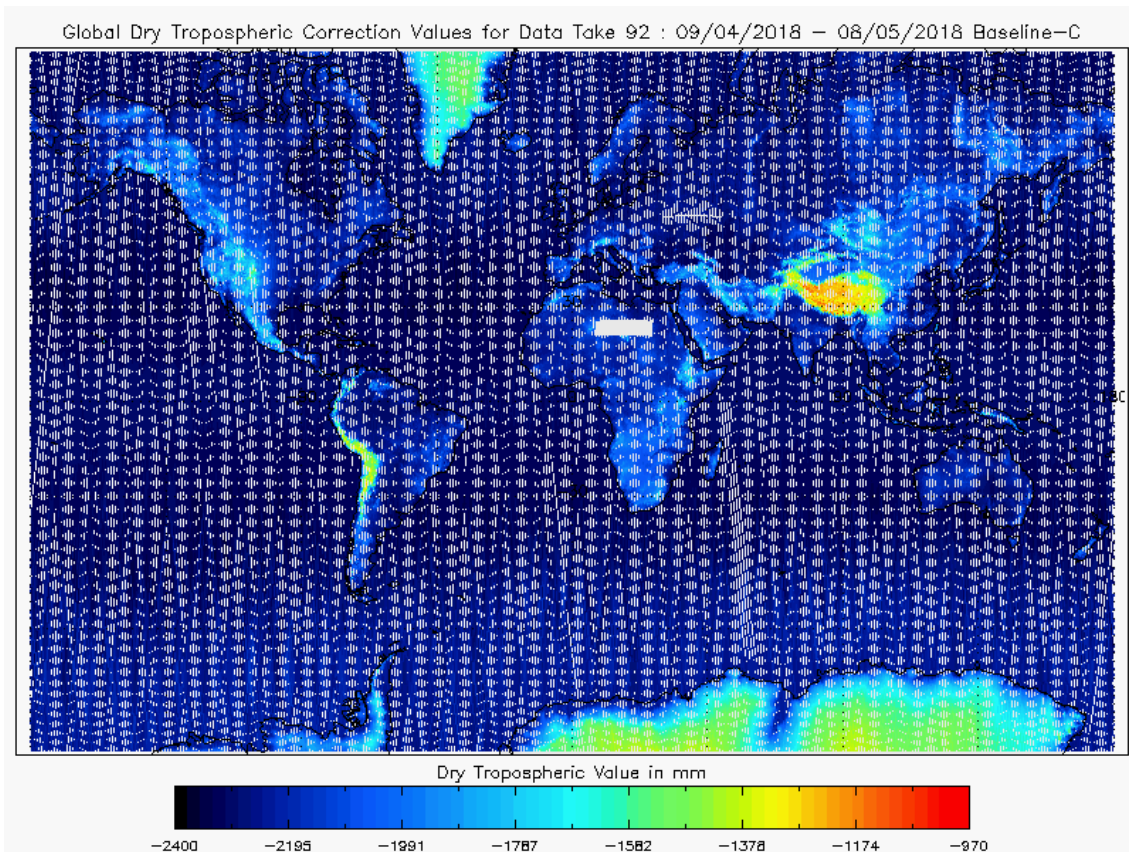 Global Dry Tropospheric Correction Values for Data Take 92 : 09/04/2018 – 08/05/2018 Baseline-C
Dry Tropospheric Value in mm
−2400 −2195 −1991 −1787 −1582 −1378 −1174 −970